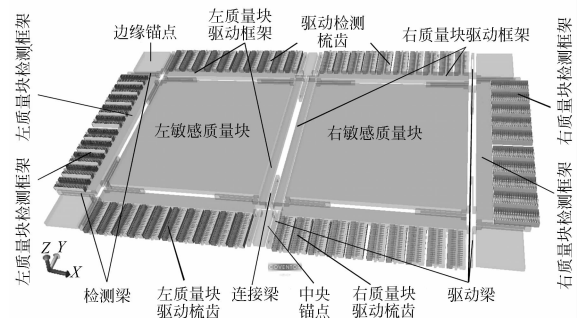 边缘锚点
左质量块
驱动框架
驱动检测
梳齿
右质量块驱动框架
左质量块检测框架
右质量块检测框架
左敏感质量块
右敏感质量块
左质量块检测框架
右质量块检测框架
Z
Y
X
检测梁
左质量块
驱动梳齿
连接梁
中央
锚点
右质量块
驱动梳齿
驱动梁